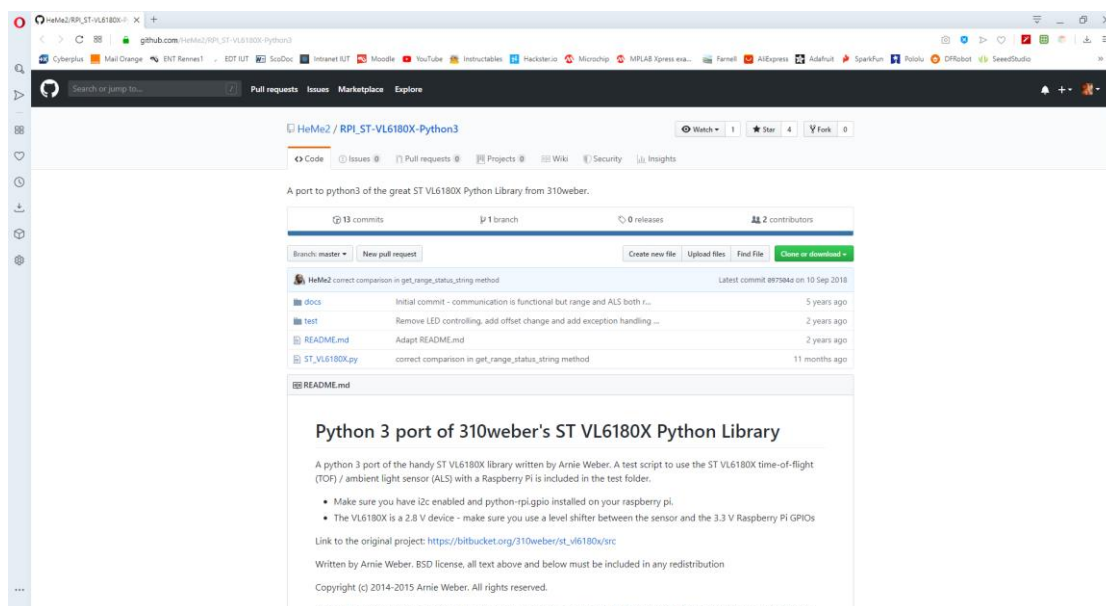 HeMe2/RPI_ST-VL6180X-P
github.com/HeMe2/RPI_ST-VL6180X-Python3
Cyberplus Mail Orange ENT Rennes1 EDT IUT ScoDoc Intranet IUT Moodle YouTube Instructables Hackster.io Microchip MPLAB Xpress exa... Farnell AliExpress Adafruit SparkFun Pololu DFRobot SeeedStudio »
Search or jump to... / Pull requests Issues Marketplace Explore
HeMe2 / RPI_ST-VL6180X-Python3 Watch 1 Star 4 Fork 0
Code Issues 0 Pull requests 0 Projects 0 Wiki Security Insights
A port to python3 of the great ST VL6180X Python Library from 310weber.
13 commits 1 branch 0 releases 2 contributors
Branch: master New pull request Create new file Upload files Find File Clone or download
HeMe2 correct comparison in get_range_status_string method Latest commit on 10 Sep 2018
docs Initial commit - communication is functional but range and ALS both r... 5 years ago
test Remove LED controlling, add offset change and add exception handling ... 2 years ago
README.md Adapt README.md 2 years ago
ST_VL6180X.py correct comparison in get_range_status_string method 11 months ago
README.md
Python 3 port of 310weber's ST VL6180X Python Library
A python 3 port of the handy ST VL6180X library written by Arnie Weber. A test script to use the ST VL6180X time-of-flight
(TOF) / ambient light sensor (ALS) with a Raspberry Pi is included in the test folder.
• Make sure you have i2c enabled and python-rpi.gpio installed on your raspberry pi.
• The VL6180X is a 2.8 V device - make sure you use a level shifter between the sensor and the 3.3 V Raspberry Pi GPIOs
Link to the original project: https://bitbucket.org/310weber/st_vl6180x/src
Written by Arnie Weber. BSD license, all text above and below must be included in any redistribution
Copyright (c) 2014-2015 Arnie Weber. All rights reserved.